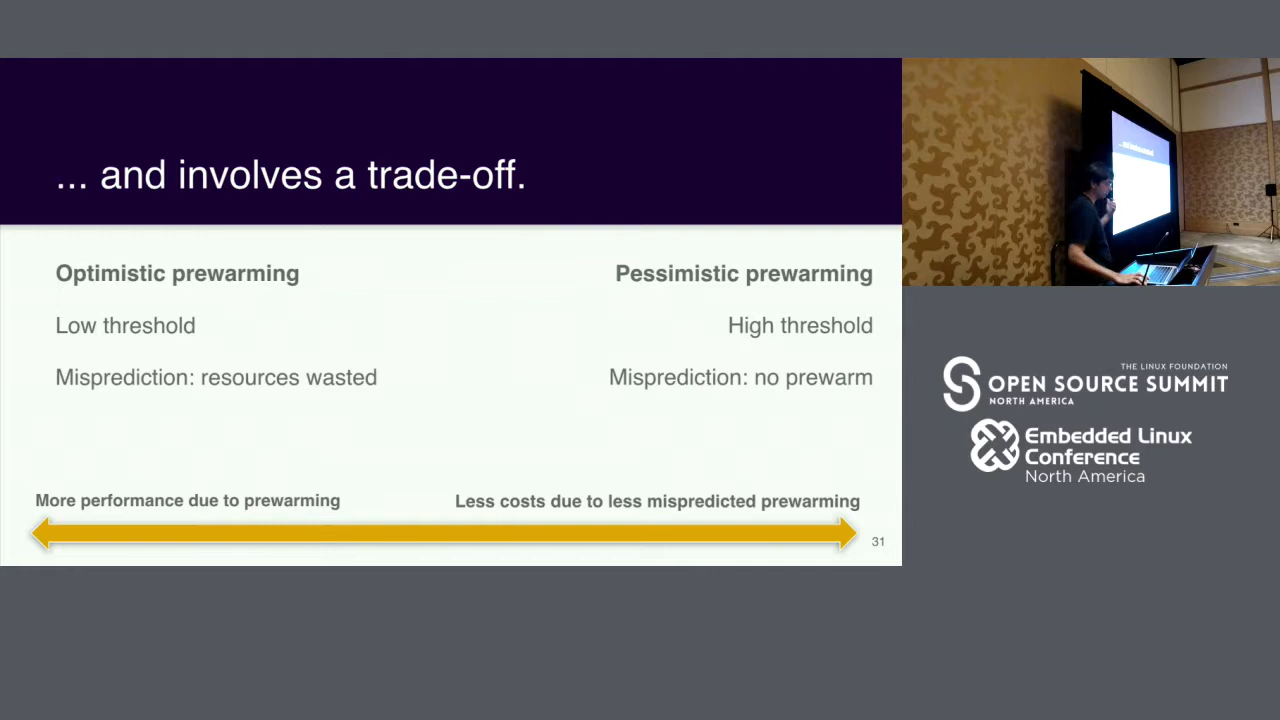 ... and involves a trade-off.
Optimistic prewarming
Pessimistic prewarming
Low threshold
High threshold
Misprediction: resources wasted
Misprediction: no prewarm
More performance due to prewarming
Less costs due to less mispredicted prewarming
31
THE LINUX FOUNDATION
OPEN SOURCE SUMMIT
NORTH AMERICA
Embedded Linux
Conference
North America